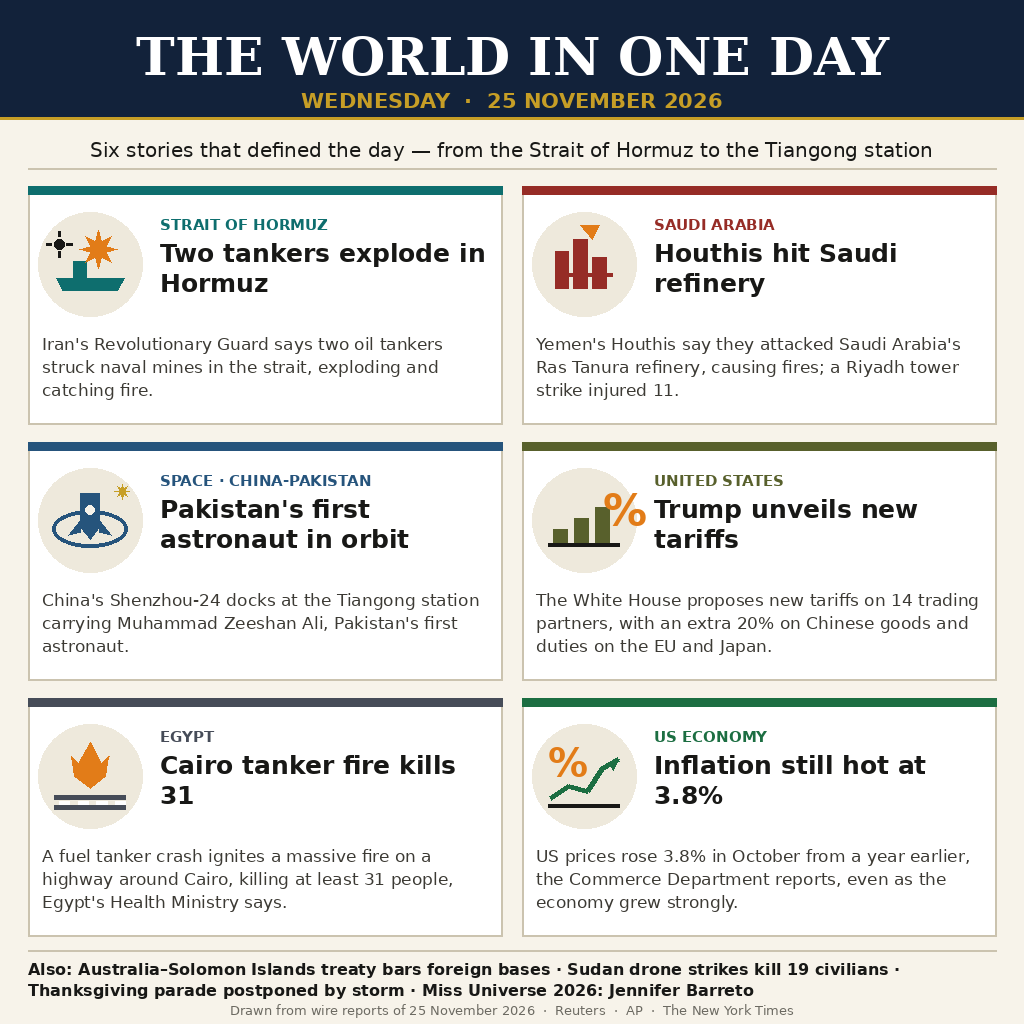 THE WORLD IN ONE DAY
WEDNESDAY · 25 NOVEMBER 2026
Six stories that defined the day — from the Strait of Hormuz to the Tiangong station
STRAIT OF HORMUZ
Two tankers explode in
Hormuz
Iran's Revolutionary Guard says two oil tankers
struck naval mines in the strait, exploding and
catching fire.
SAUDI ARABIA
Houthis hit Saudi
refinery
Yemen's Houthis say they attacked Saudi Arabia's
Ras Tanura refinery, causing fires; a Riyadh tower
strike injured 11.
SPACE · CHINA-PAKISTAN
Pakistan's first
astronaut in orbit
China's Shenzhou-24 docks at the Tiangong station
carrying Muhammad Zeeshan Ali, Pakistan's first
astronaut.
%
UNITED STATES
Trump unveils new
tariffs
The White House proposes new tariffs on 14 trading
partners, with an extra 20% on Chinese goods and
duties on the EU and Japan.
EGYPT
Cairo tanker fire kills
31
A fuel tanker crash ignites a massive fire on a
highway around Cairo, killing at least 31 people,
Egypt's Health Ministry says.
%
US ECONOMY
Inflation still hot at
3.8%
US prices rose 3.8% in October from a year earlier,
the Commerce Department reports, even as the
economy grew strongly.
Also: Australia–Solomon Islands treaty bars foreign bases · Sudan drone strikes kill 19 civilians ·
Thanksgiving parade postponed by storm · Miss Universe 2026: Jennifer Barreto
Drawn from wire reports of 25 November 2026 · Reuters · AP · The New York Times